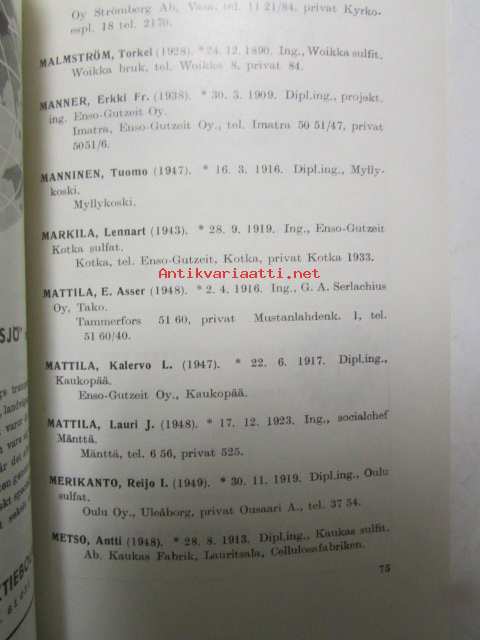 Oy Strömberg Ab, Vasa, tel. 11 21/84, privat Kyrko-
espl. 18 tel. 2170.
MALMSTRÖM, Torkel (1928). * 24. 12. 1890. Ing., Woikka sulfit.
Woikka bruk, tel. Woikka 8, privat 84.
MANNER, Erkki Fr. (1938). * 30. 3. 1909. Dipl.ing., projekt.
ing. Enso-Gutzeit Oy.
Imatra, Enso-Gutzeit Oy., tel. Imatra 50 51/47, privat
5051/6.
MANNINEN, Tuomo (1947). * 16. 3. 1916. Dipl.ing., Mylly-
koski.
Myllykoski.
MARKILA, Lennart (1943). * 28. 9. 1919. Ing., Enso-Gutzeit
Kotka sulfat.
Kotka, tel. Enso-Gutzeit, Kotka, privat Kotka 1933.
Antikvariaatti.net
MATTILA, E. Asser (1948). * 2. 4. 1916. Ing., G. A. Serlachius
Oy, Tako.
Tammerfors 51 60, privat Mustanlahdenk. 1, tel.
51 60/40.
MATTILA, Kalervo L. (1947). * 22. 6. 1917. Dipl.ing.,
Kaukopää.
Enso-Gutzeit Oy., Kaukopää.
MATTILA, Lauri J. (1948). * 17. 12. 1923. Ing., socialchef
Mänttä.
Mänttä, tel. 6 56, privat 525.
MERIKANTO, Reijo I. (1949). * 30. 11. 1919. Dipl.ing., Oulu
sulfat.
Oulu Oy., Uleåborg, privat Ousaari A., tel. 37 54.
METSO, Antti (1948). * 28. 8. 1913. Dipl.ing., Kaukas sulfit.
Ab. Kaukas Fabrik, Lauritsala, Cellulosafabriken.
75
SJÖ"
KTIEBOL